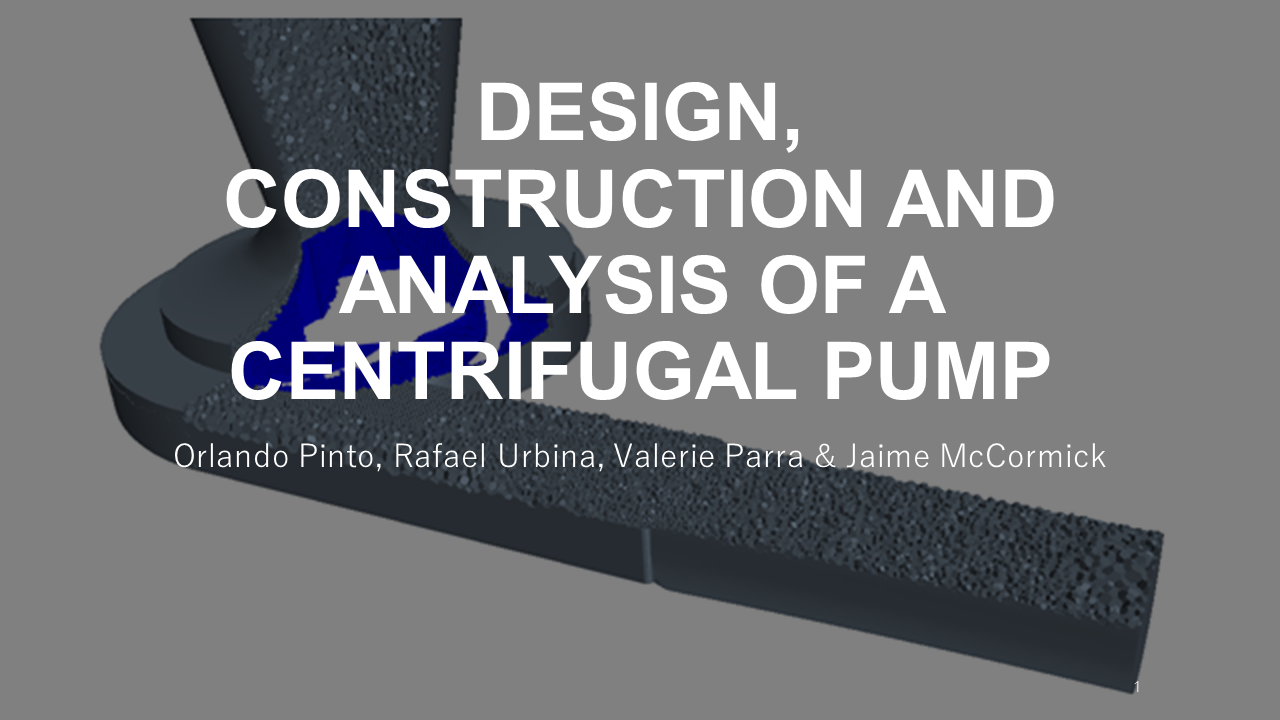 DESIGN,
CONSTRUCTION AND
ANALYSIS OF A
CENTRIFUGAL PUMP
Orlando Pinto, Rafael Urbina, Valerie Parra & Jaime McCormick
1